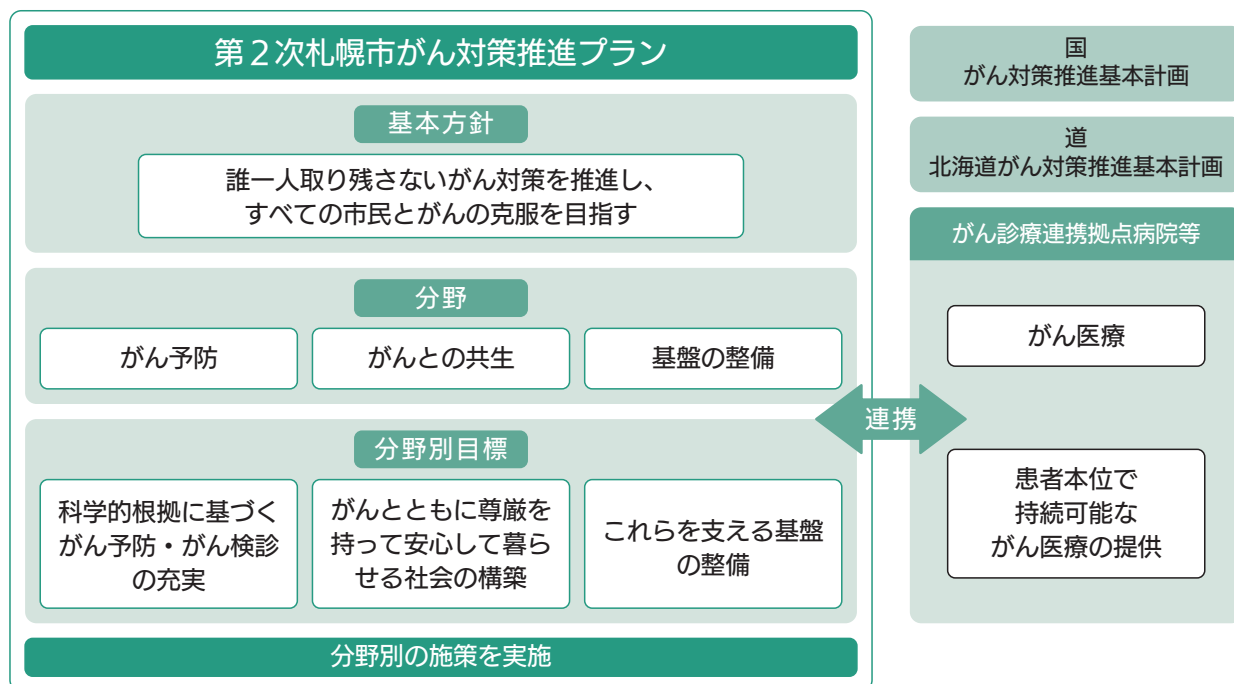 第2次札幌市がん対策推進プラン
基本方針
誰一人取り残さないがん対策を推進し、
すべての市民とがんの克服を目指す
分野
がん予防
がんとの共生
基盤の整備
分野別目標
科学的根拠に基づく
がん予防・がん検診
の充実
がんとともに尊厳を
持って安心して暮ら
せる社会の構築
これらを支える基盤
の整備
分野別の施策を実施
連携
国
がん対策推進基本計画
道
北海道がん対策推進基本計画
がん診療連携拠点病院等
がん医療
患者本位で
持続可能な
がん医療の提供